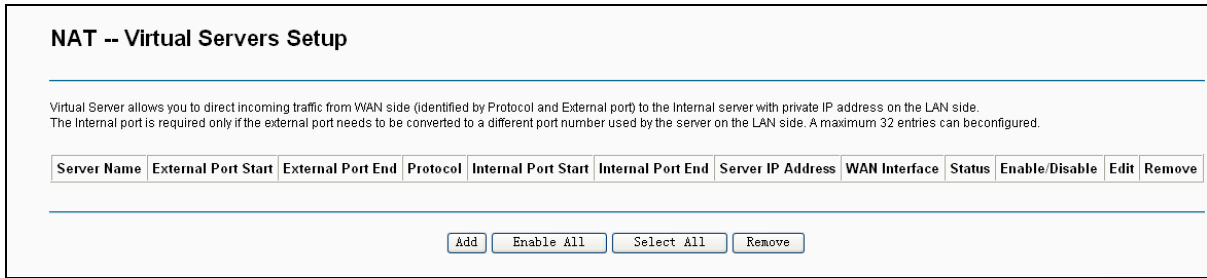 NAT -- Virtual Servers Setup
Virtual Server allows you to direct incoming traffic from WAN side (identified by Protocol and External port) to the Internal server with private IP address on the LAN side.
The Internal port is required only if the external port needs to be converted to a different port number used by the server on the LAN side. A maximum 32 entries can beconfigured.
Server Name External Port Start External Port End Protocol Internal Port Start Internal Port End Server IP Address WAN Interface Status Enable/Disable Edit Remove
Add Enable All Select All Remove